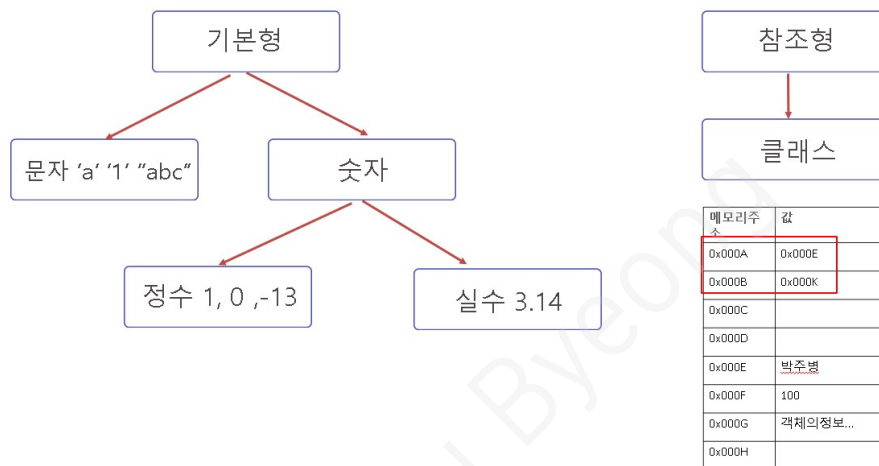 기본형
참조형
문자 ‘a’ ‘1’ “abc”
숫자
클래스
정수 1, 0 ,-13
실수 3.14
메모리주소 값
0x000A 0x000E
0x000B 0x000K
0x000C
0x000D
0x000E 박주병
0x000F 100
0x000G 객체의정보...
0x000H
Byeong